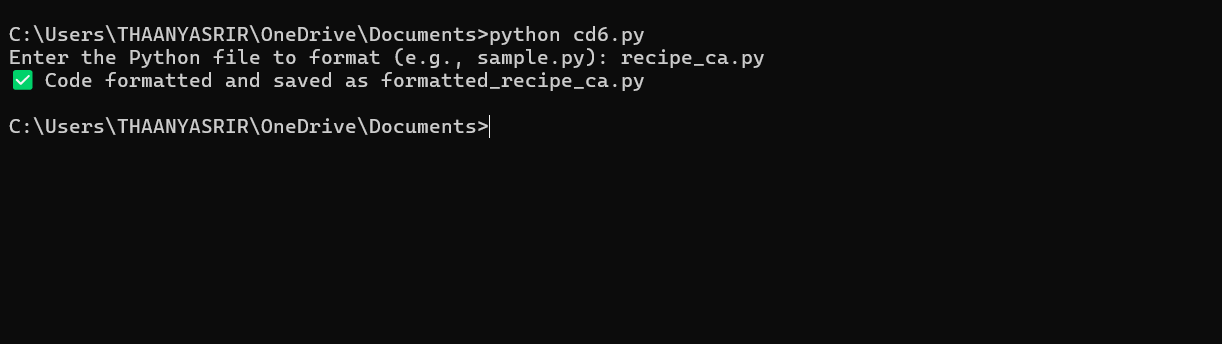 C:\Users\THAANYASRIR\OneDrive\Documents>python cd6.py
Enter the Python file to format (e.g., sample.py): recipe_ca.py
✅ Code formatted and saved as formatted_recipe_ca.py
C:\Users\THAANYASRIR\OneDrive\Documents>